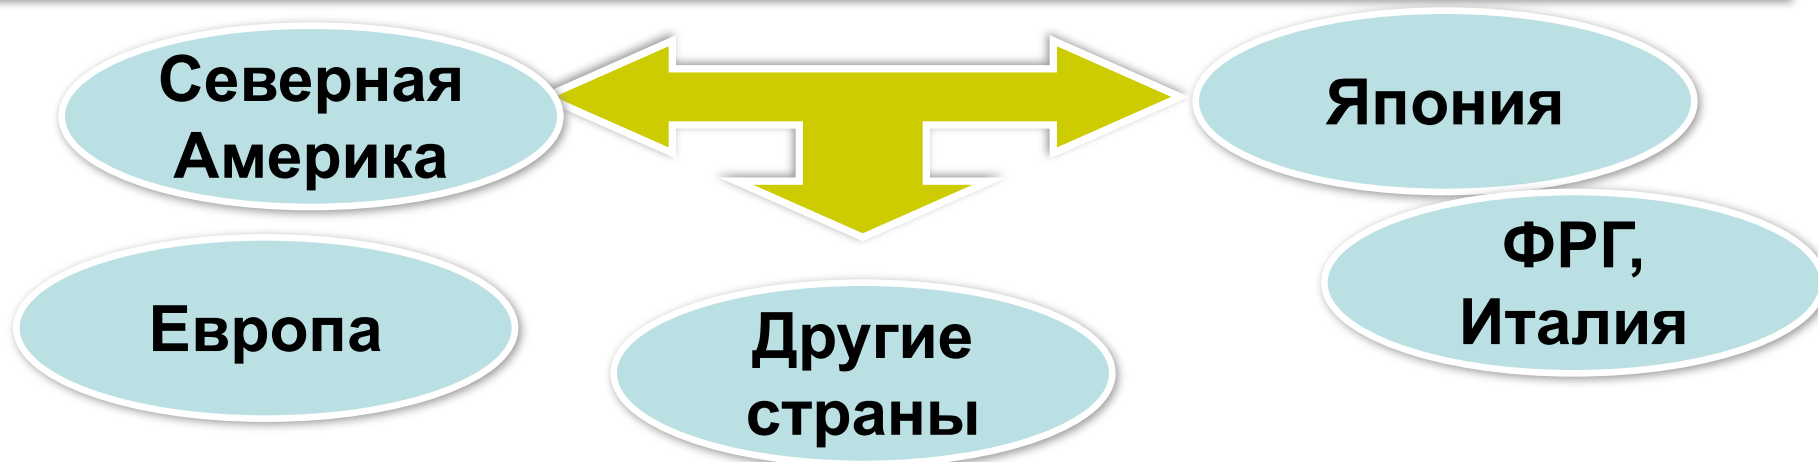 Северная
Америка
Япония
Европа
Другие
страны
ФРГ,
Италия